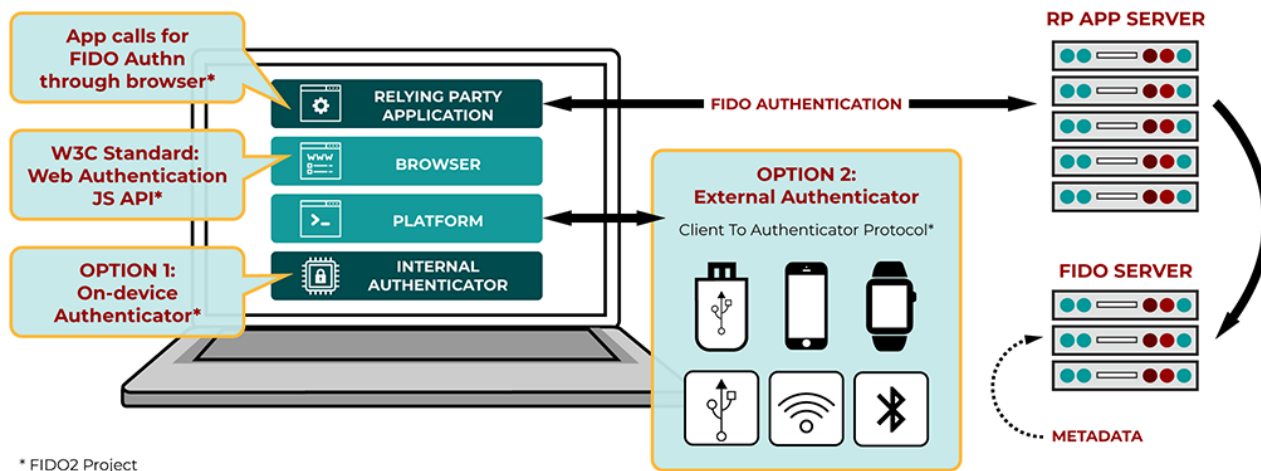 App calls for
FIDO Authn
through browser*
W3C Standard:
Web Authentication
JS API*
OPTION 1:
On-device
Authenticator*
RELYING PARTY
APPLICATION
WWW
BROWSER
PLATFORM
INTERNAL
AUTHENTICATOR
FIDO AUTHENTICATION
OPTION 2:
External Authenticator
Client To Authenticator Protocol*
RP APP SERVER
FIDO SERVER
METADATA
* FIDO2 Project